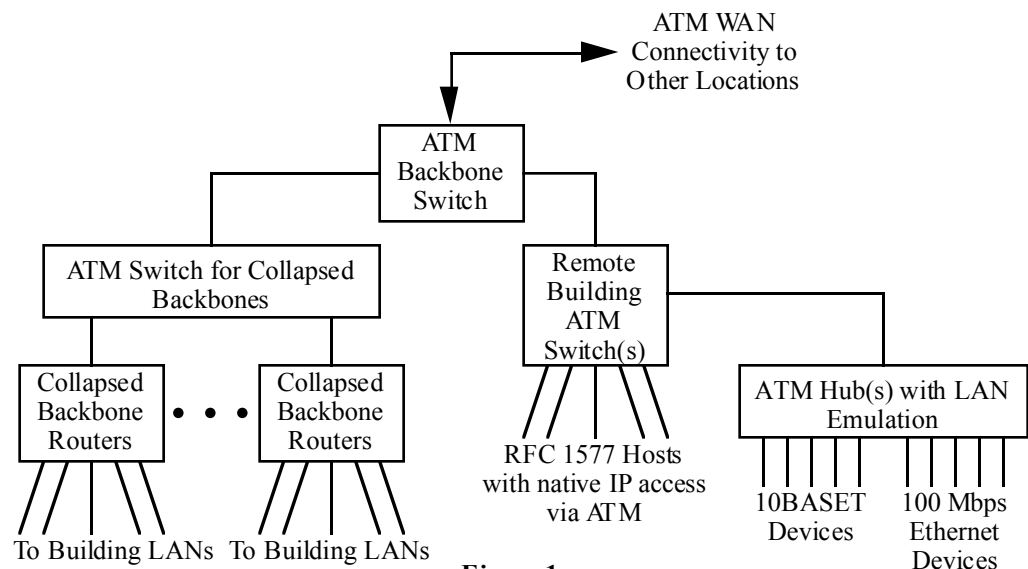 ATM WAN
Connectivity to
Other Locations
ATM
Backbone
Switch
ATM Switch for Collapsed
Backbones
Remote
Building
ATM
Switch(s)
Collapsed
Backbone
Routers
• • •
Collapsed
Backbone
Routers
ATM Hub(s) with LAN
Emulation
To Building LANs
To Building LANs
RFC 1577 Hosts
with native IP access
via ATM
10BASET
Devices
100 Mbps
Ethernet
Devices